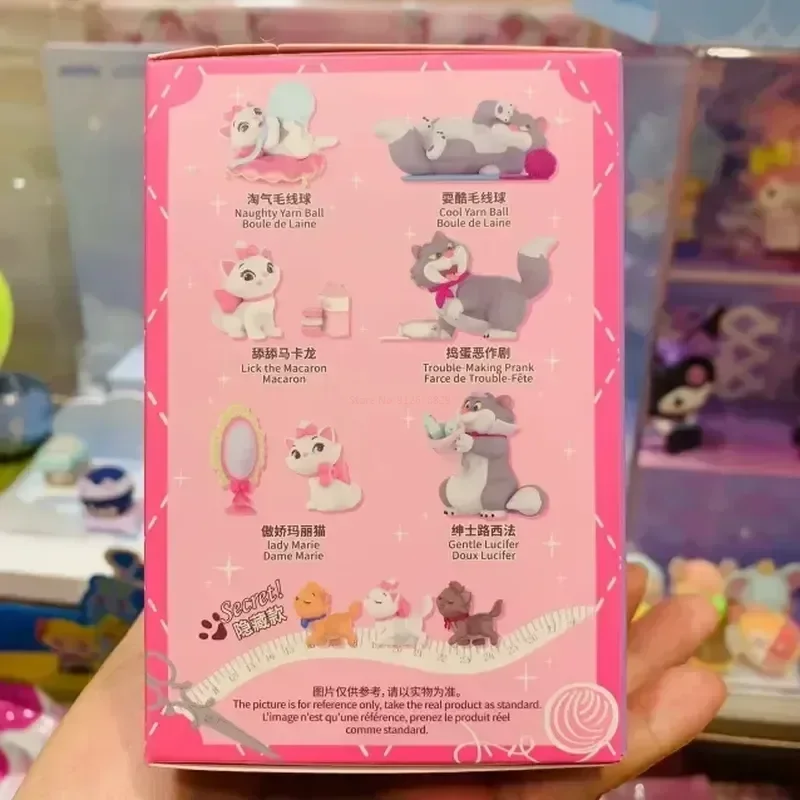 淘气毛线球
Naughty Yarn Ball
Boule de Laine
耍酷毛线球
Cool Yarn Ball
Boule de Laine
舔舔马卡龙
Lick the Macaron
Macaron
捣蛋恶作剧
Trouble-Making Prank
Farce de Trouble-Fête
傲娇玛丽猫
lady Marie
Dame Marie
绅士路西法
Gentle Lucifer
Doux Lucifer
Secret!
隐藏款
图片仅供参考,请以实物为准。
The picture is for reference only, take the real product as standard.
L'image n'est qu'une référence, prenez le produit réel
comme standard.